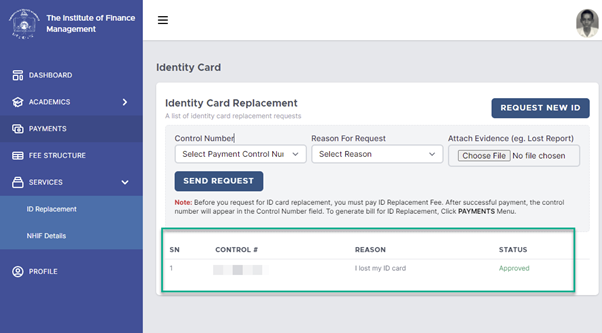 The Institute of Finance
Management
DASHBOARD
ACADEMICS
PAYMENTS
FEE STRUCTURE
SERVICES
ID Replacement
NHIF Details
PROFILE
Identity Card
Identity Card Replacement
A list of identity card replacement requests
REQUEST NEW ID
Control Number
Reason For Request
Attach Evidence (eg. Lost Report)
Select Payment Control Nu
Select Reason
Choose File No file chosen
SEND REQUEST
Note: Before you request for ID card replacement, you must pay ID Replacement Fee. After successful payment, the control
number will appear in the Control Number field. To generate bill for ID Replacement, Click PAYMENTS Menu.
SN CONTROL # REASON STATUS
1 I lost my ID card Approved